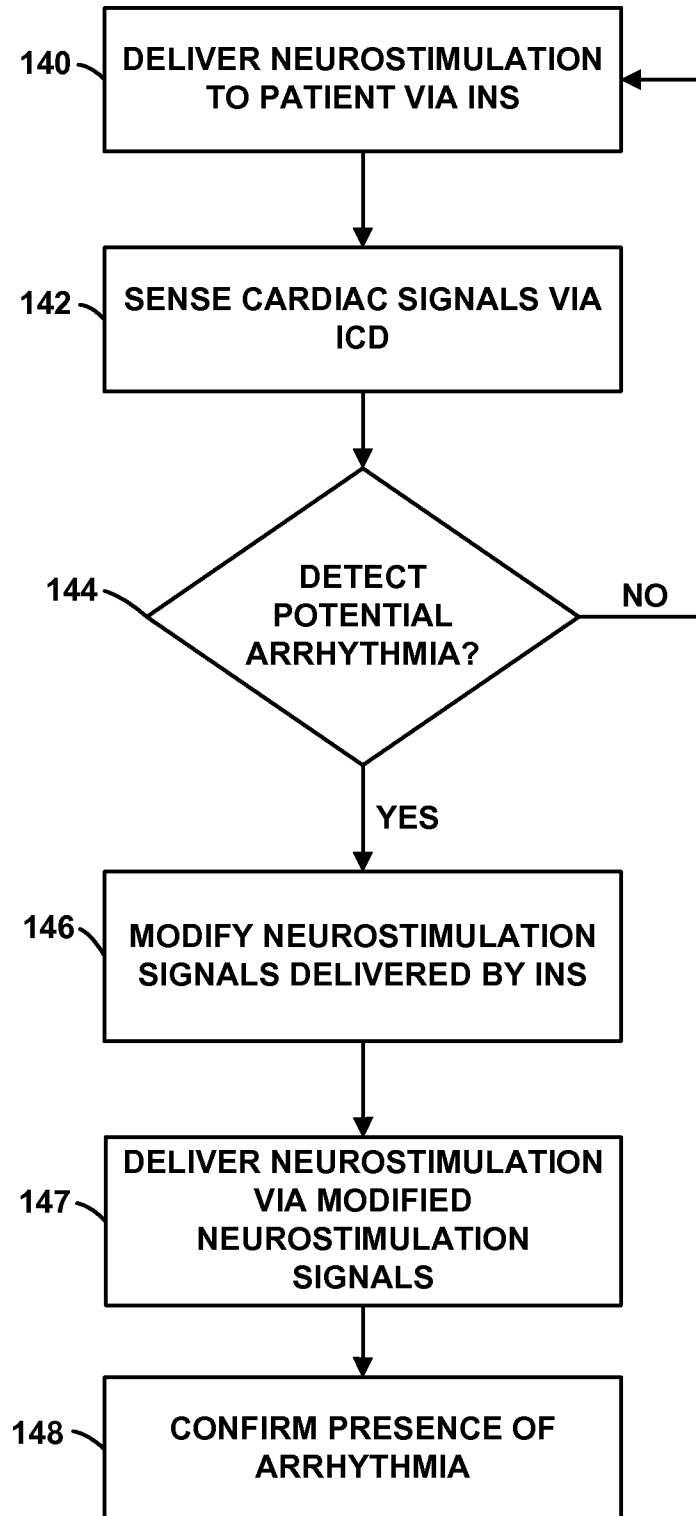 140
DELIVER NEUROSTIMULATION
TO PATIENT VIA INS
142
SENSE CARDIAC SIGNALS VIA
ICD
144
DETECT
POTENTIAL
ARRHYTHMIA?
NO
YES
146
MODIFY NEUROSTIMULATION
SIGNALS DELIVERED BY INS
147
DELIVER NEUROSTIMULATION
VIA MODIFIED
NEUROSTIMULATION
SIGNALS
148
CONFIRM PRESENCE OF
ARRHYTHMIA